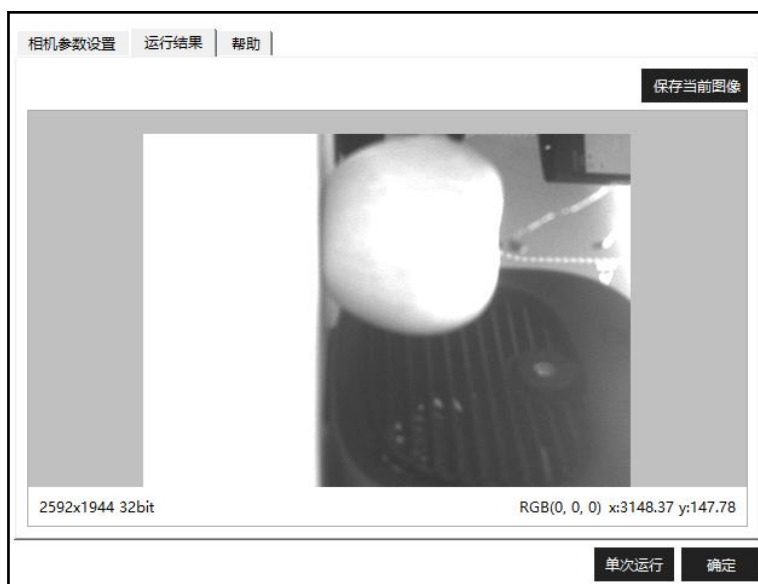 相机参数设置 运行结果 帮助
保存当前图像
2592x1944 32bit RGB(0, 0, 0) x:3148.37 y:147.78
单次运行 确定